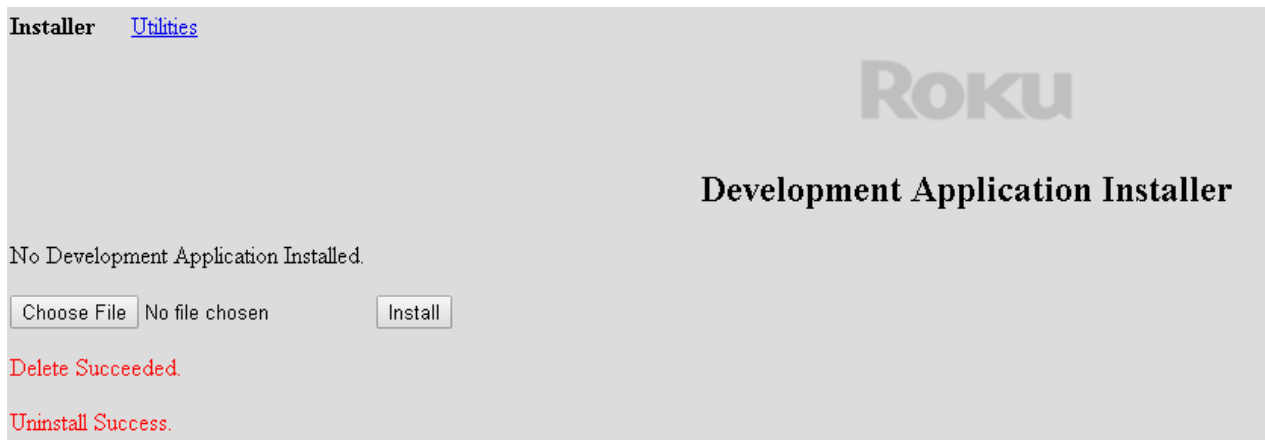 Installer Utilities
Roku
Development Application Installer
No Development Application Installed.
Choose File No file chosen Install
Delete Succeeded.
Uninstall Success.